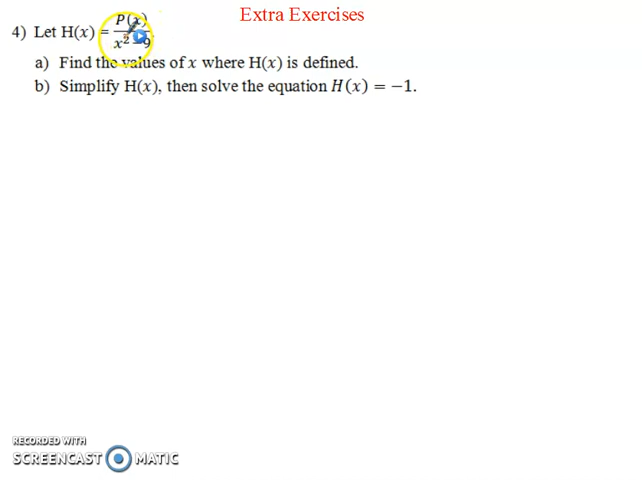 Extra Exercises
4) Let H(x) = P(x) / x² − 9
a) Find the values of x where H(x) is defined.
b) Simplify H(x), then solve the equation H(x) = −1.
RECORDED WITH
SCREENCAST MATIC